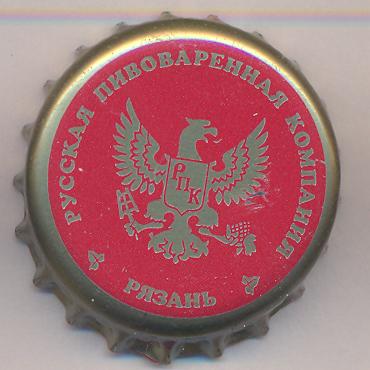 РУССКАЯ ПИВОВАРЕННАЯ КОМПАНИЯ
РПК
РЯЗАНЬ